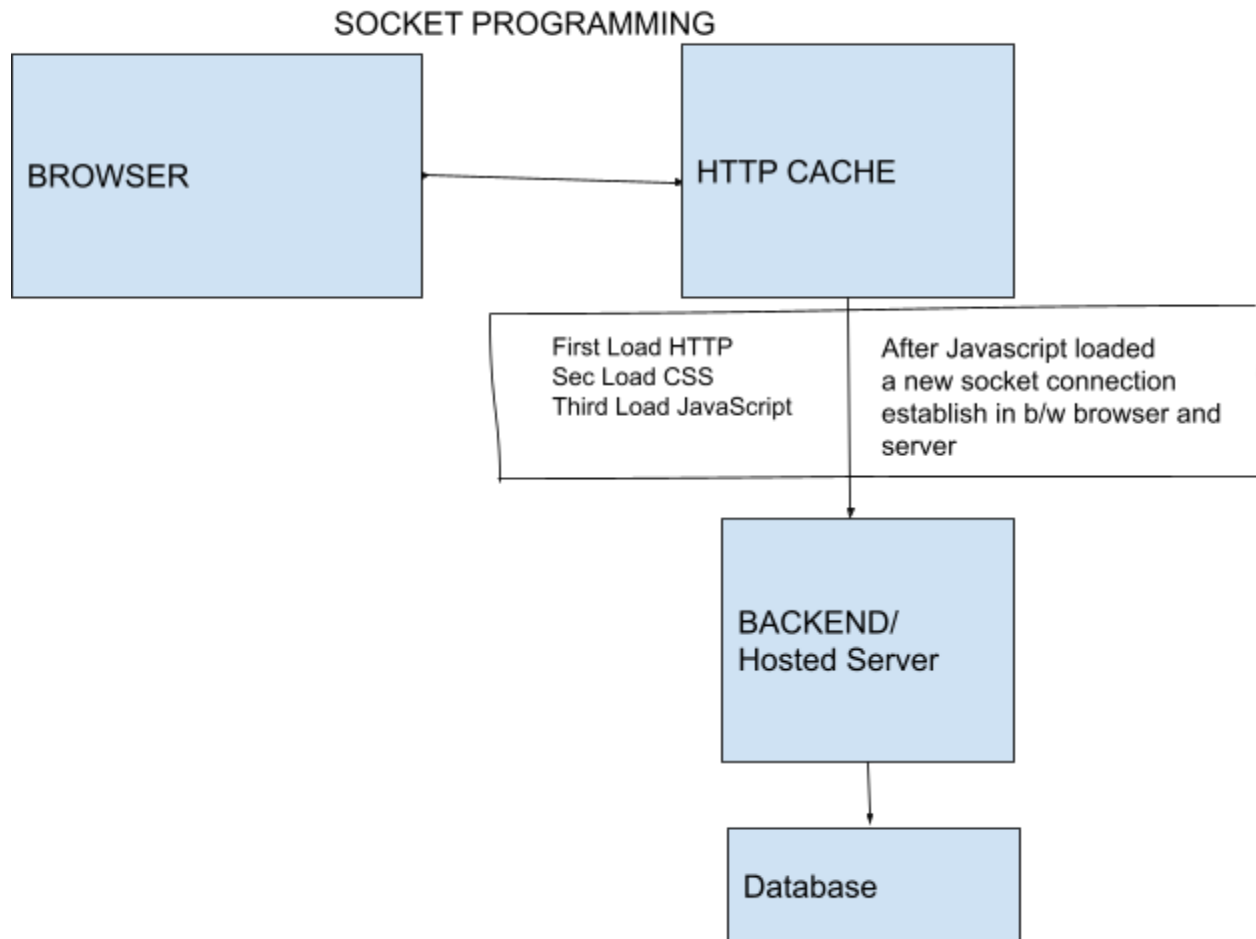 SOCKET PROGRAMMING
BROWSER
HTTP CACHE
First Load HTTP
Sec Load CSS
Third Load JavaScript
After Javascript loaded
a new socket connection
establish in b/w browser and
server
BACKEND/
Hosted Server
Database